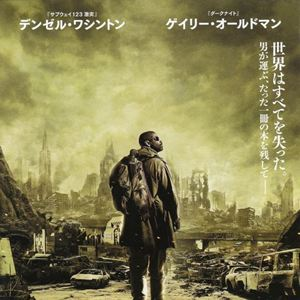 『サブウェイ123 激突』
デンゼル・ワシントン
『ダークナイト』
ゲイリー・オールドマン
世界はすべてを失った。
男が運ぶ、たった一冊の本を残して――